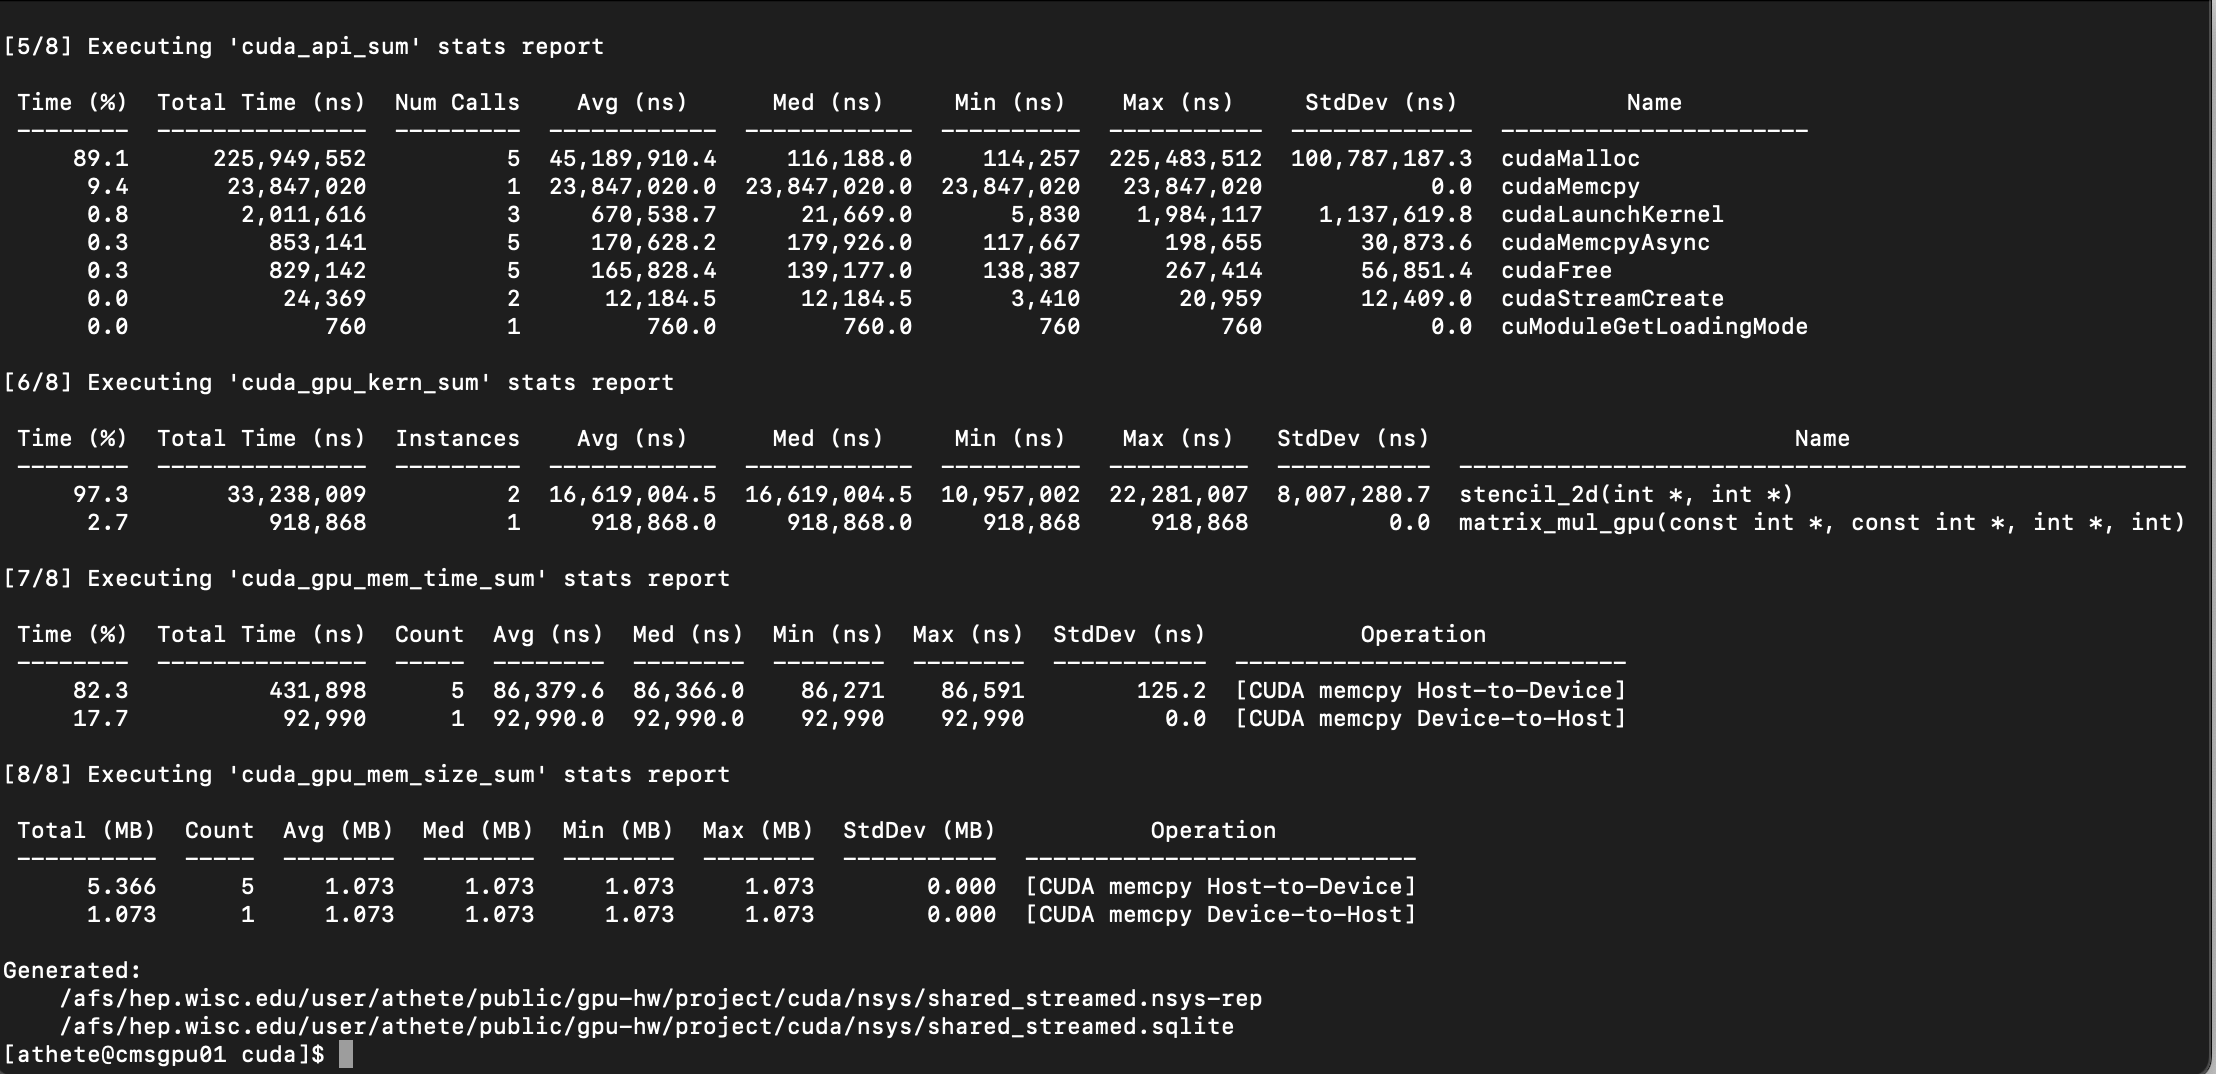 [5/8] Executing 'cuda_api_sum' stats report
Time (%)  Total Time (ns)  Num Calls    Avg (ns)      Med (ns)    Min (ns)    Max (ns)     StdDev (ns)            Name
--------  ---------------  ---------  ------------  ------------  ----------  -----------  -------------  ----------------------
89.1      225,949,552          5  45,189,910.4     116,188.0     114,257  225,483,512  100,787,187.3  cudaMalloc
9.4       23,847,020          1  23,847,020.0  23,847,020.0  23,847,020   23,847,020            0.0  cudaMemcpy
0.8        2,011,616          3     670,538.7      21,669.0       5,830    1,984,117    1,137,619.8  cudaLaunchKernel
0.3          853,141          5     170,628.2     179,926.0     117,667      198,655       30,873.6  cudaMemcpyAsync
0.3          829,142          5     165,828.4     139,177.0     138,387      267,414       56,851.4  cudaFree
0.0           24,369          2      12,184.5      12,184.5       3,410       20,959       12,409.0  cudaStreamCreate
0.0              760          1         760.0         760.0         760          760            0.0  cuModuleGetLoadingMode
[6/8] Executing 'cuda_gpu_kern_sum' stats report
Time (%)  Total Time (ns)  Instances    Avg (ns)      Med (ns)    Min (ns)    Max (ns)   StdDev (ns)                          Name
--------  ---------------  ---------  ------------  ------------  ----------  ----------  -----------  ----------------------------------------------------
97.3       33,238,009          2  16,619,004.5  16,619,004.5  10,957,002  22,281,007  8,007,280.7  stencil_2d(int *, int *)
2.7          918,868          1     918,868.0     918,868.0     918,868     918,868          0.0  matrix_mul_gpu(const int *, const int *, int *, int)
[7/8] Executing 'cuda_gpu_mem_time_sum' stats report
Time (%)  Total Time (ns)  Count  Avg (ns)  Med (ns)  Min (ns)  Max (ns)  StdDev (ns)           Operation
--------  ---------------  -----  --------  --------  --------  --------  -----------  ----------------------------
82.3          431,898      5  86,379.6  86,366.0    86,271    86,591        125.2  [CUDA memcpy Host-to-Device]
17.7           92,990      1  92,990.0  92,990.0    92,990    92,990          0.0  [CUDA memcpy Device-to-Host]
[8/8] Executing 'cuda_gpu_mem_size_sum' stats report
Total (MB)  Count  Avg (MB)  Med (MB)  Min (MB)  Max (MB)  StdDev (MB)           Operation
----------  -----  --------  --------  --------  --------  -----------  ----------------------------
5.366      5     1.073     1.073     1.073     1.073        0.000  [CUDA memcpy Host-to-Device]
1.073      1     1.073     1.073     1.073     1.073        0.000  [CUDA memcpy Device-to-Host]
Generated:
/afs/hep.wisc.edu/user/athete/public/gpu-hw/project/cuda/nsys/shared_streamed.nsys-rep
/afs/hep.wisc.edu/user/athete/public/gpu-hw/project/cuda/nsys/shared_streamed.sqlite
[athete@cmsgpu01 cuda]$